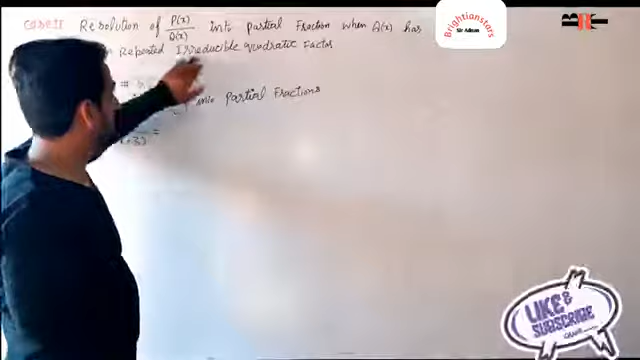 Case II Resolution of P(x)/Q(x) into Partial Fraction when Q(x) has
Repeated Irreducible quadratic Factor
#
into Partial Fractions
=
Brightianstars
Sir Adnan
LIKE &
SUBSCRIBE